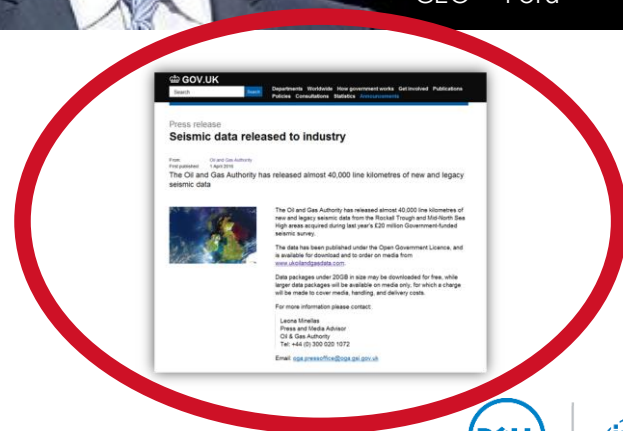 CEO – Ford
GOV.UK
Search
Search
Departments Worldwide How government works Get involved Publications
Policies Consultations Statistics Announcements
Press release
Seismic data released to industry
From: Oil and Gas Authority
First published: 1 April 2016
The Oil and Gas Authority has released almost 40,000 line kilometres of new and legacy
seismic data
The Oil and Gas Authority has released almost 40,000 line kilometres of
new and legacy seismic data from the Rockall Trough and Mid-North Sea
High areas acquired during last year's £20 million Government-funded
seismic survey.
The data has been published under the Open Government Licence, and
is available for download and to order on media from
www.ukoilandgasdata.com.
Data packages under 20GB in size may be downloaded for free, while
larger data packages will be available on media only, for which a charge
will be made to cover media, handling, and delivery costs.
For more information please contact:
Leona Minellas
Press and Media Advisor
Oil & Gas Authority
Tel: +44 (0) 300 020 1072
Email: oga.pressoffice@oga.gsi.gov.uk